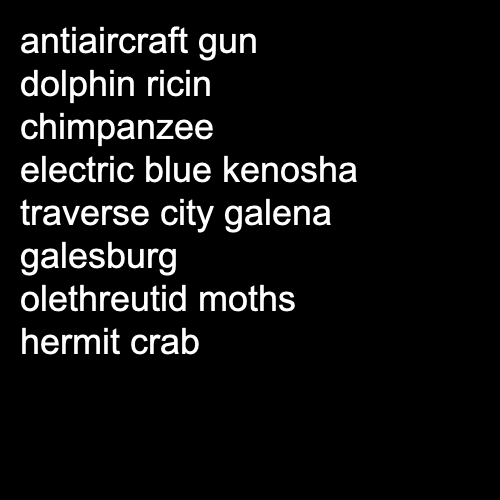 antiaircraft gun
dolphin ricin
chimpanzee
electric blue kenosha
traverse city galena
galesburg
olethreutid moths
hermit crab